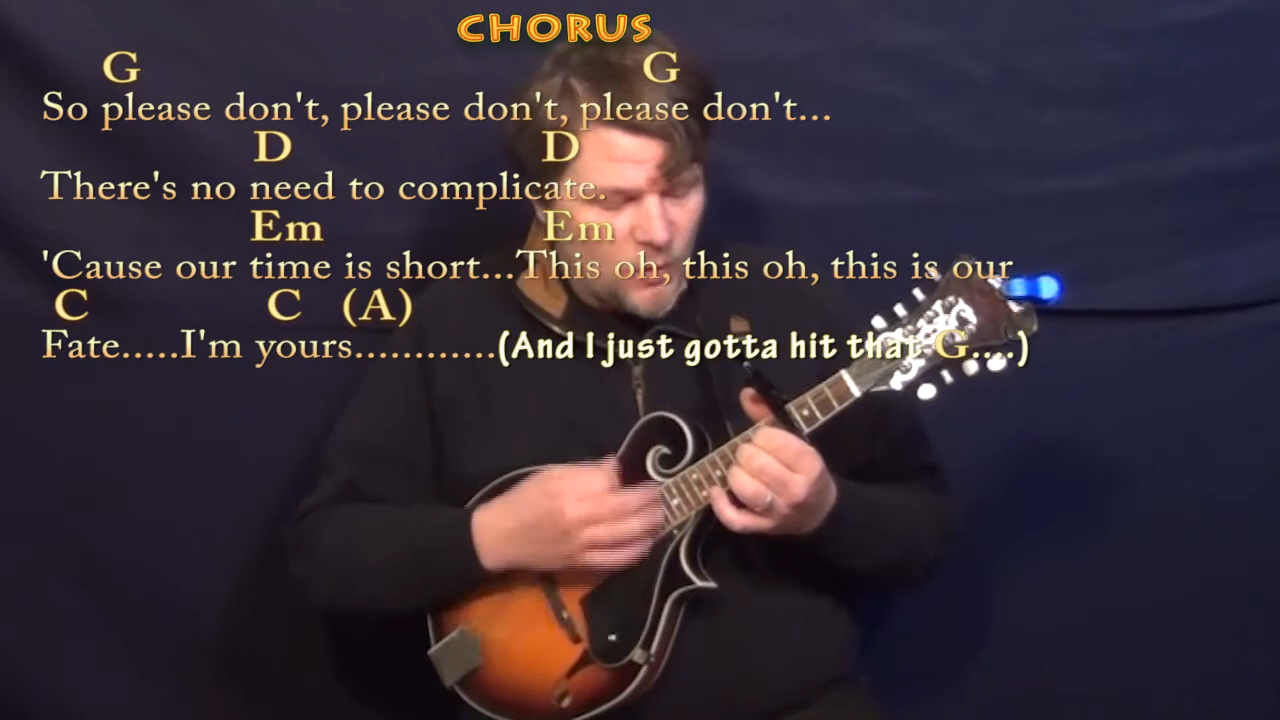 CHORUS
G G
So please don't, please don't, please don't...
D D
There's no need to complicate.
Em Em
'Cause our time is short...This oh, this oh, this is our
C C (A)
Fate.....I'm yours............(And I just gotta hit that G....)